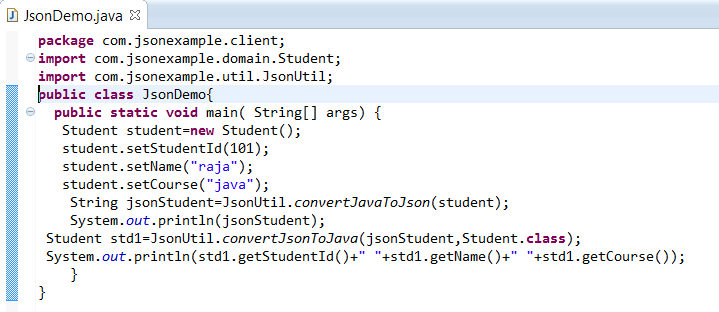 JsonDemo.java
package com.jsonexample.client;
import com.jsonexample.domain.Student;
import com.jsonexample.util.JsonUtil;
public class JsonDemo{
  public static void main( String[] args) {
   Student student=new Student();
   student.setStudentId(101);
   student.setName("raja");
   student.setCourse("java");
    String jsonStudent=JsonUtil.convertJavaToJson(student);
    System.out.println(jsonStudent);
 Student std1=JsonUtil.convertJsonToJava(jsonStudent,Student.class);
 System.out.println(std1.getStudentId()+" "+std1.getName()+" "+std1.getCourse());
    }
}